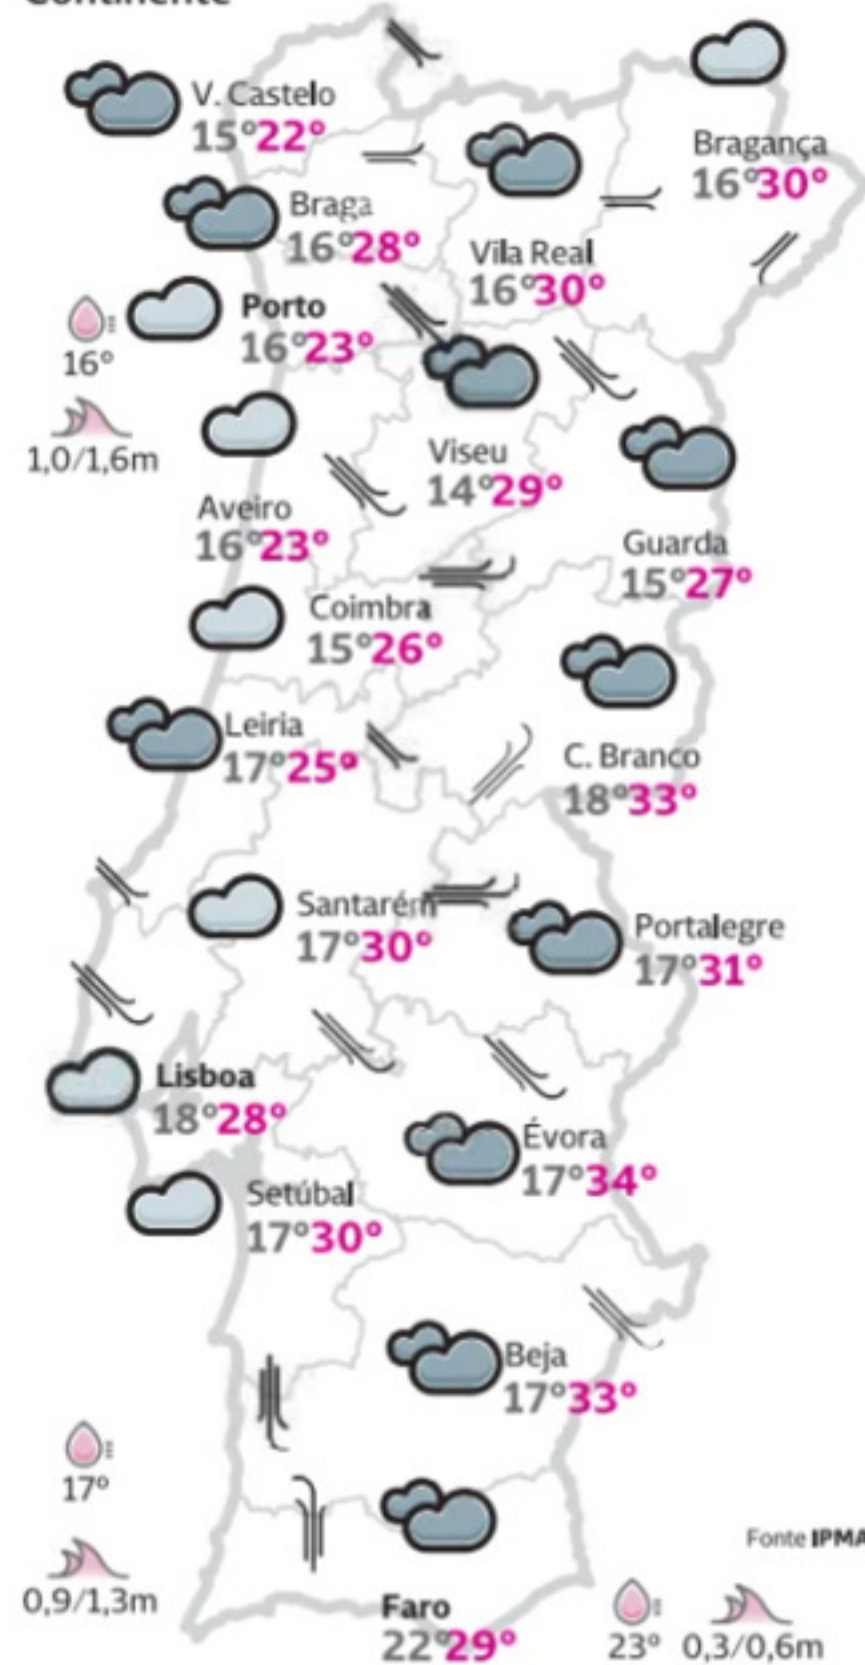 Continente
V. Castelo
15°22°
Bragança
16°30°
Braga
16°28°
Vila Real
16°30°
Porto
16°23°
16°
1,0/1,6m
Viseu
14°29°
Aveiro
16°23°
Guarda
15°27°
Coimbra
15°26°
Leiria
17°25°
C. Branco
18°33°
Santarém
17°30°
Portalegre
17°31°
Lisboa
18°28°
Évora
17°34°
Setúbal
17°30°
Beja
17°33°
17°
0,9/1,3m
Fonte IPMA
Faro
22°29°
23°
0,3/0,6m